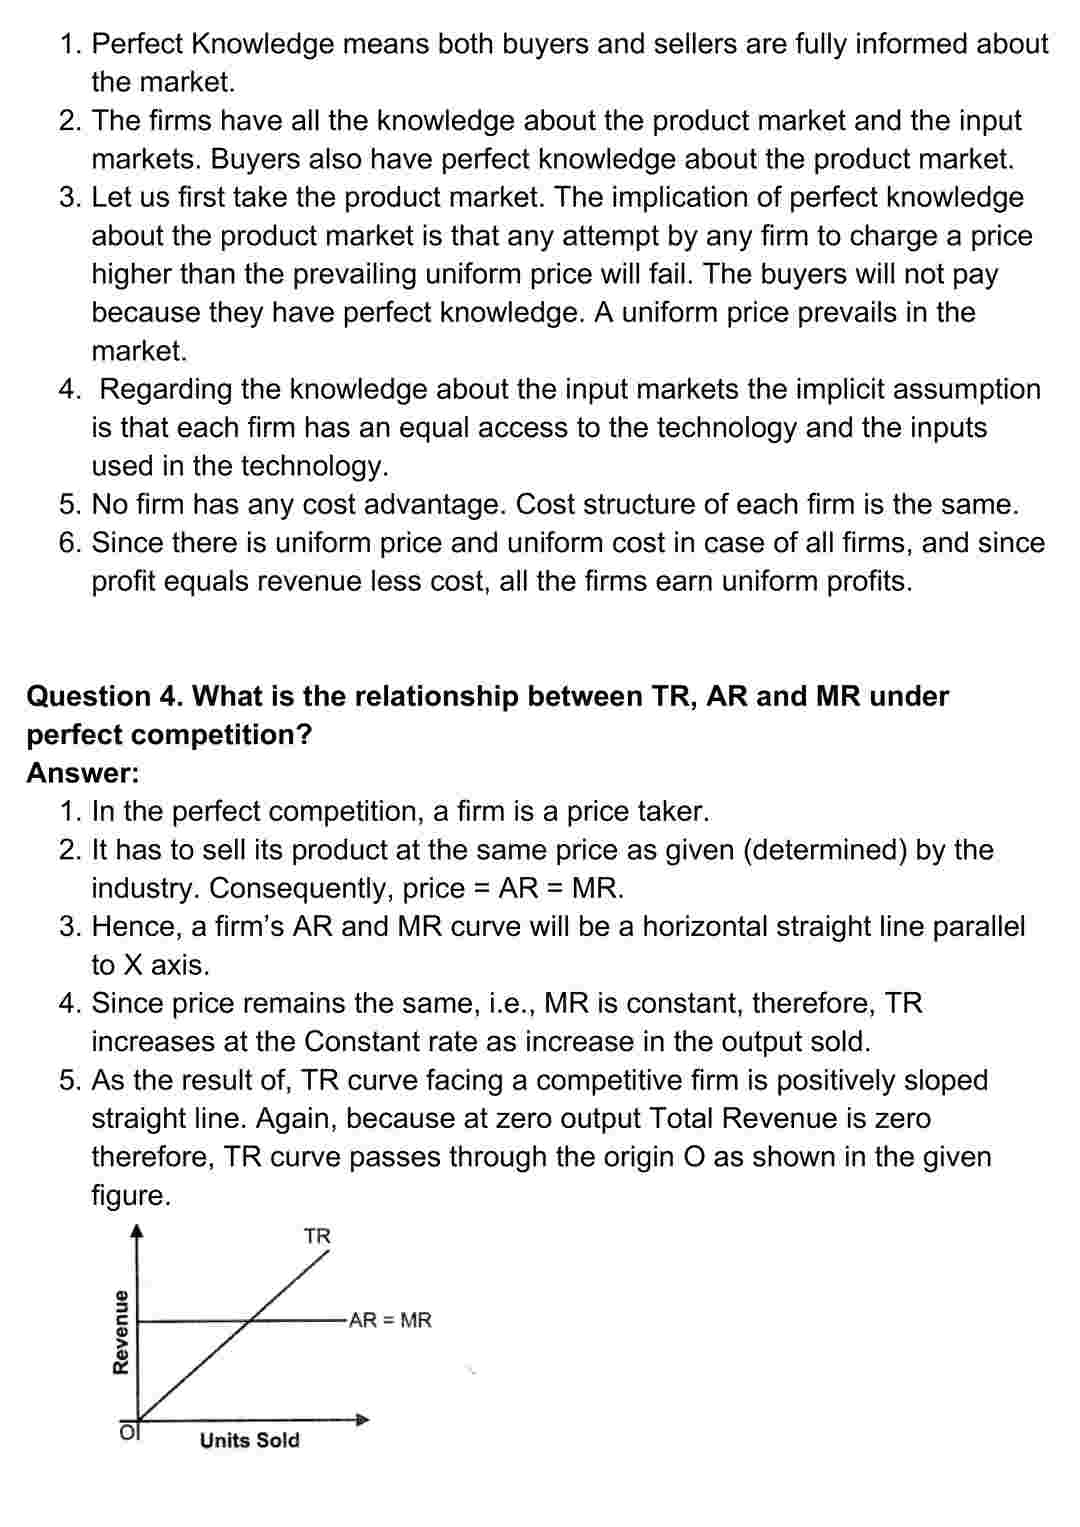 1. Perfect Knowledge means both buyers and sellers are fully informed about
the market.
2. The firms have all the knowledge about the product market and the input
markets. Buyers also have perfect knowledge about the product market.
3. Let us first take the product market. The implication of perfect knowledge
about the product market is that any attempt by any firm to charge a price
higher than the prevailing uniform price will fail. The buyers will not pay
because they have perfect knowledge. A uniform price prevails in the
market.
4. Regarding the knowledge about the input markets the implicit assumption
is that each firm has an equal access to the technology and the inputs
used in the technology.
5. No firm has any cost advantage. Cost structure of each firm is the same.
6. Since there is uniform price and uniform cost in case of all firms, and since
profit equals revenue less cost, all the firms earn uniform profits.
Question 4. What is the relationship between TR, AR and MR under
perfect competition?
Answer:
1. In the perfect competition, a firm is a price taker.
2. It has to sell its product at the same price as given (determined) by the
industry. Consequently, price = AR = MR.
3. Hence, a firm's AR and MR curve will be a horizontal straight line parallel
to X axis.
4. Since price remains the same, i.e., MR is constant, therefore, TR
increases at the Constant rate as increase in the output sold.
5. As the result of, TR curve facing a competitive firm is positively sloped
straight line. Again, because at zero output Total Revenue is zero
therefore, TR curve passes through the origin O as shown in the given
figure.
TR
AR = MR
Revenue
O
Units Sold